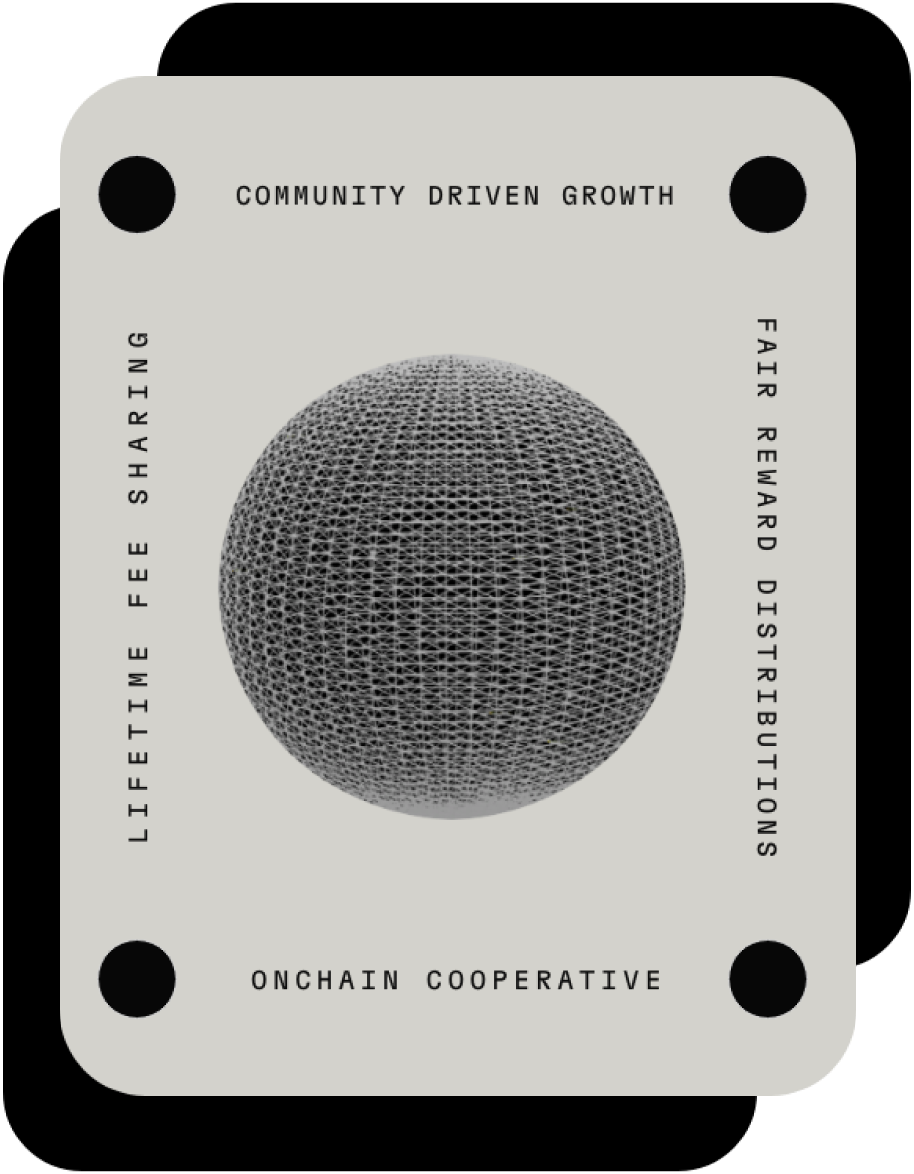 COMMUNITY DRIVEN GROWTH
LIFETIME FEE SHARING
FAIR REWARD DISTRIBUTIONS
ONCHAIN COOPERATIVE